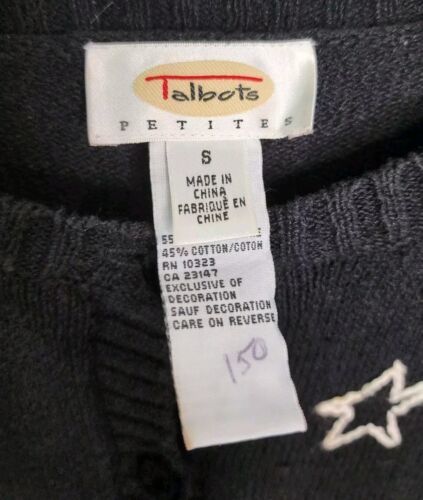 Talbots
PETITES
S
MADE IN
CHINA
FABRIQUÉ EN
CHINE
55
45% COTTON/COTON
RN 10323
CA 23147
EXCLUSIVE OF
DECORATION
SAUF DECORATION
CARE ON REVERSE
150